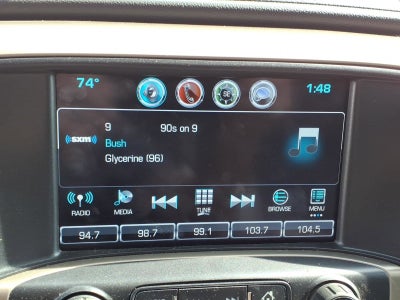 74° 1:48
9 90s on 9
((sxm)) Bush
Glycerine (96)
RADIO MEDIA TUNE BROWSE MENU
94.7 98.7 99.1 103.7 104.5